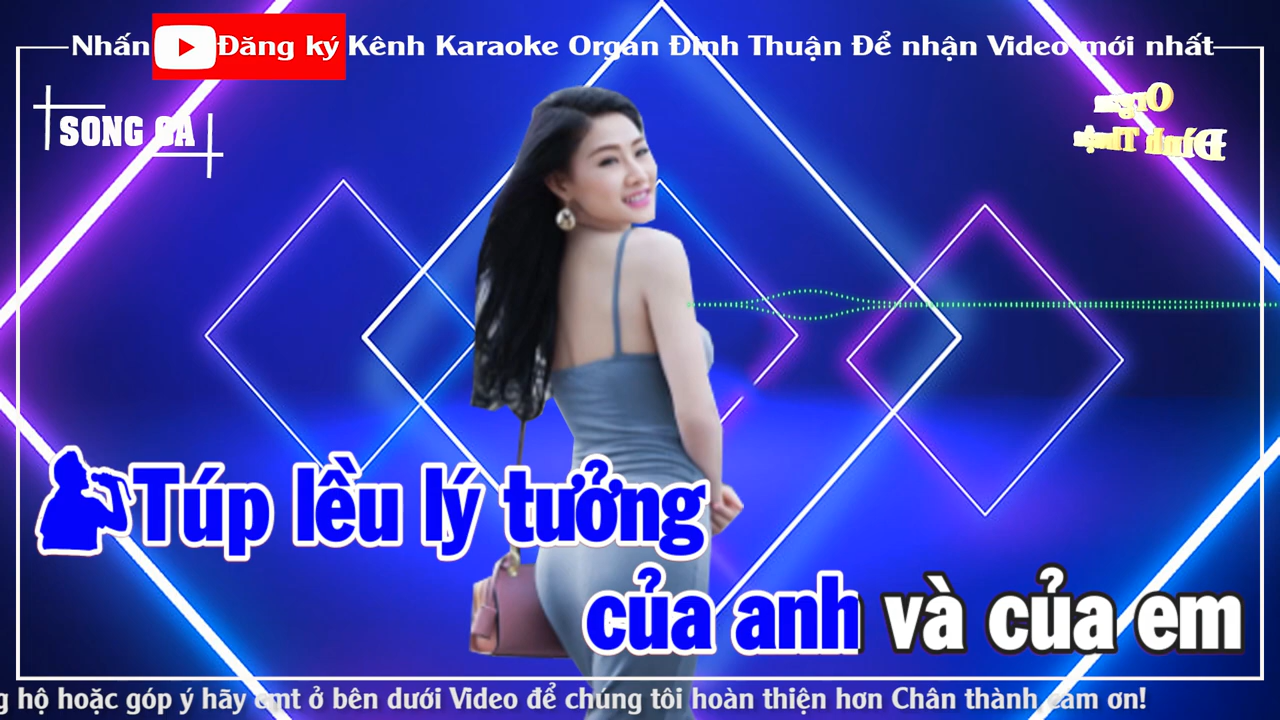 Nhấn Đăng ký Kênh Karaoke Organ Đình Thuận Để nhận Video mới nhất
SONG CA
Organ
Đình Thuận
Túp lều lý tưởng
của anh và của em
hộ hoặc góp ý hãy cmt ở bên dưới Video để chúng tôi hoàn thiện hơn Chân thành cảm ơn!